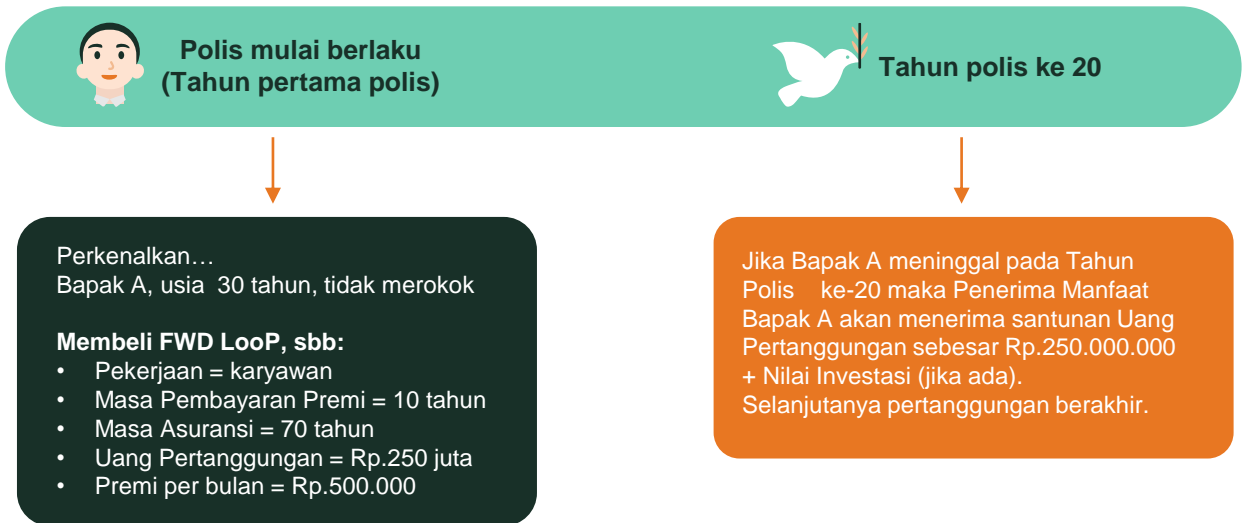 Polis mulai berlaku
(Tahun pertama polis)
Tahun polis ke 20
Perkenalkan…
Bapak A, usia  30 tahun, tidak merokok
Membeli FWD LooP, sbb:
• Pekerjaan = karyawan
• Masa Pembayaran Premi = 10 tahun
• Masa Asuransi = 70 tahun
• Uang Pertanggungan = Rp.250 juta
• Premi per bulan = Rp.500.000
Jika Bapak A meninggal pada Tahun
Polis    ke-20 maka Penerima Manfaat
Bapak A akan menerima santunan Uang
Pertanggungan sebesar Rp.250.000.000
+ Nilai Investasi (jika ada).
Selanjutanya pertanggungan berakhir.